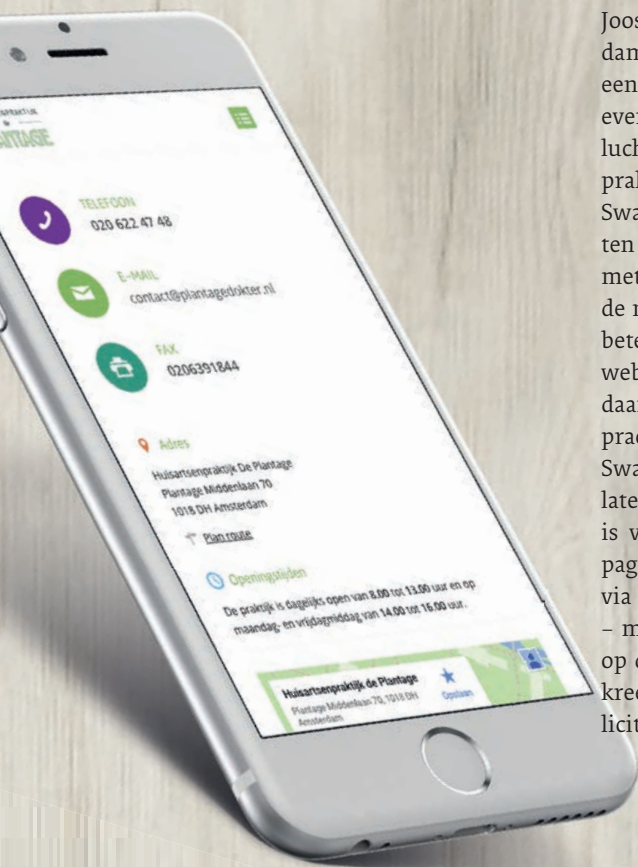 PLANTAGE
TELEFOON
020 622 47 48
E-MAIL
contact@plantagedokter.nl
FAX
0206391844
Adres
Huisartsenpraktijk De Plantage
Plantage Middenlaan 70
1018 DH Amsterdam
Plan route
Openingstijden
De praktijk is dagelijks open van 8.00 tot 13.00 uur en op
maandag- en vrijdagmiddag van 14.00 tot 16.00 uur.
Huisartsenpraktijk de Plantage
Plantage Middenlaan 70, 1018 DH
Amsterdam
Opslaan
Joos
dam
een
ever
luch
pral
Swa
ten
met
de r
bete
web
daar
prac
Swa
late
is v
pag
via
– m
op d
kree
licit